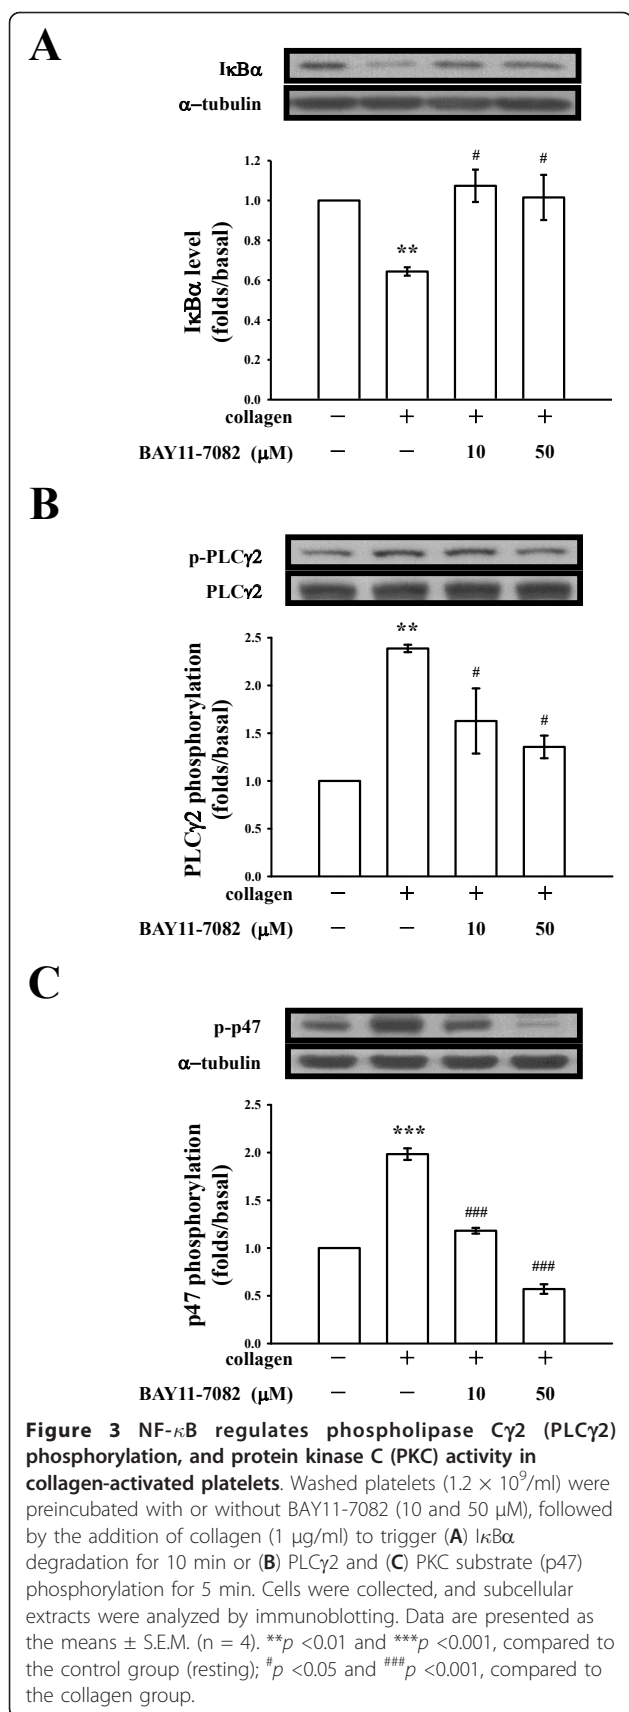 A
IκBα
α–tubulin
# #
**
1.2
1.0
0.8
0.6
0.4
0.2
0.0
IκBα level
(folds/basal)
collagen − + + +
BAY11-7082 (μM) − − 10 50
B
p-PLCγ2
PLCγ2
**
# #
2.5
2.0
1.5
1.0
0.5
0.0
PLCγ2 phosphorylation
(folds/basal)
collagen − + + +
BAY11-7082 (μM) − − 10 50
C
p-p47
α–tubulin
***
###
###
2.5
2.0
1.5
1.0
0.5
0.0
p47 phosphorylation
(folds/basal)
collagen − + + +
BAY11-7082 (μM) − − 10 50
Figure 3 NF-κB regulates phospholipase Cγ2 (PLCγ2)
phosphorylation, and protein kinase C (PKC) activity in
collagen-activated platelets. Washed platelets (1.2 × 10⁹/ml) were
preincubated with or without BAY11-7082 (10 and 50 μM), followed
by the addition of collagen (1 μg/ml) to trigger (A) IκBα
degradation for 10 min or (B) PLCγ2 and (C) PKC substrate (p47)
phosphorylation for 5 min. Cells were collected, and subcellular
extracts were analyzed by immunoblotting. Data are presented as
the means ± S.E.M. (n = 4). **p <0.01 and ***p <0.001, compared to
the control group (resting); #p <0.05 and ###p <0.001, compared to
the collagen group.